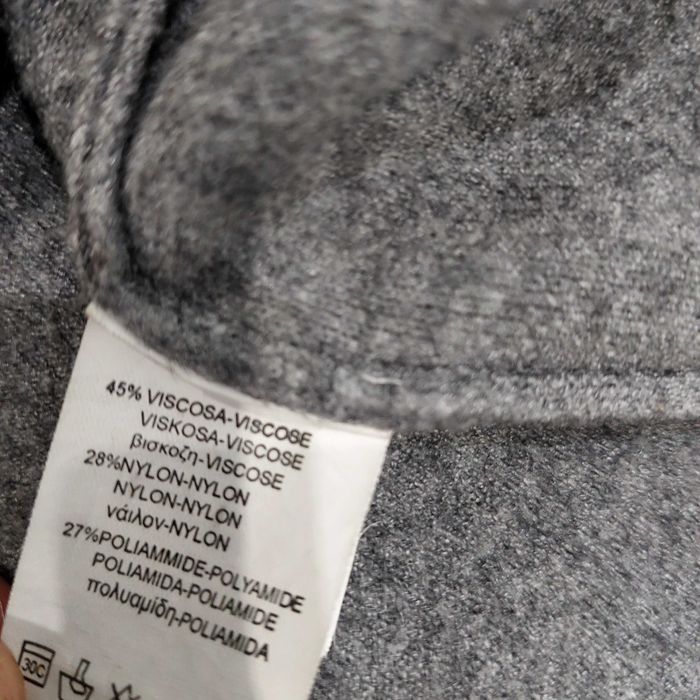 45% VISCOSA-VISCOSE
VISKOSA-VISCOSE
βισκοζη-VISCOSE
28%NYLON-NYLON
NYLON-NYLON
νάιλον-NYLON
27%POLIAMMIDE-POLYAMIDE
POLIAMIDA-POLIAMIDE
πολυαμίδη-POLIAMIDA
30C